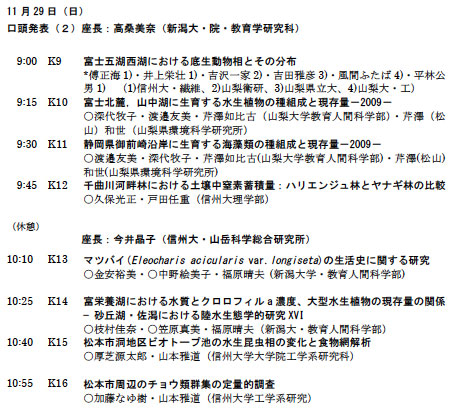 11 月 29 日（日）
口頭発表（2）座長：高桑美奈（新潟大・院・教育学研究科）
9:00 K9 富士五湖西湖における底生動物相とその分布
*傅正海 1)・井上栄壮 1)・吉沢一家 2)・吉田雅彦 3)・風間ふたば 4)・平林公
男 1) (1)信州大・繊維、2)山梨衛研、3)山梨県立大、4)山梨大・工)
9:15 K10 富士北麓，山中湖に生育する水生植物の種組成と現存量－2009－
○深代牧子・渡邉友美・芹澤如比古（山梨大学教育人間科学部）・芹澤（松
山）和世（山梨県環境科学研究所）
9:30 K11 静岡県御前崎沿岸に生育する海藻類の種組成と現存量－2009－
○渡邉友美・深代牧子・芹澤如比古(山梨大学教育人間科学部)・芹澤(松山)
和世(山梨県環境科学研究所)
9:45 K12 千曲川河畔林における土壌中窒素蓄積量：ハリエンジュ林とヤナギ林の比較
○久保光正・戸田任重（信州大理学部）
（休憩）
座長：今井晶子（信州大・山岳科学総合研究所）
10:10 K13 マツバイ(Eleocharis acicularis var. longiseta)の生活史に関する研究
○金安裕美・○中野絵美子・福原晴夫（新潟大学・教育人間科学部）
10:25 K14 富栄養湖における水質とクロロフィル a 濃度、大型水生植物の現存量の関係
－ 砂丘湖・佐潟における陸水生態学的研究 XVI
○枝村佳奈・○笠原真美・福原晴夫（新潟大・教育人間科学部）
10:40 K15 松本市洞地区ビオトープ池の水生昆虫相の変化と食物網解析
○厚芝源太郎・山本雅道（信州大学大学院工学系研究科）
10:55 K16 松本市周辺のチョウ類群集の定量的調査
○加藤なゆ樹・山本雅道（信州大学工学系研究）